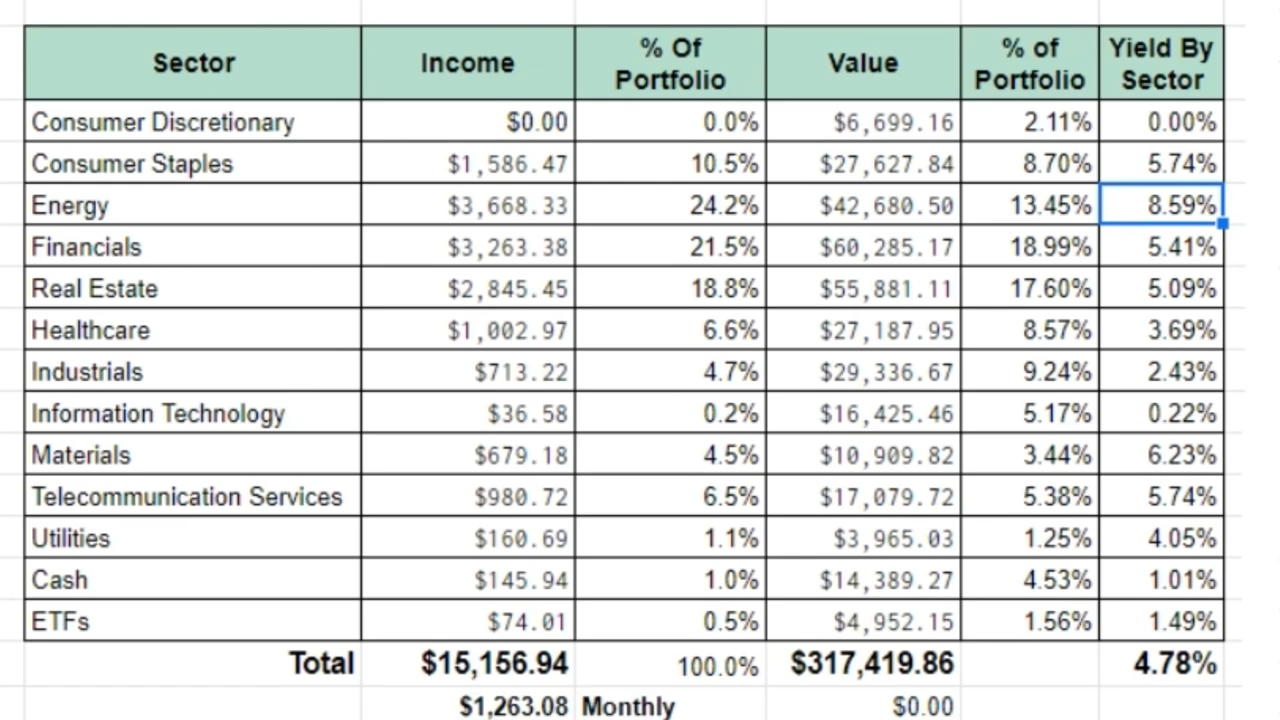 Sector Income % Of Portfolio Value % of Portfolio Yield By Sector
Consumer Discretionary $0.00 0.0% $6,699.16 2.11% 0.00%
Consumer Staples $1,586.47 10.5% $27,627.84 8.70% 5.74%
Energy $3,668.33 24.2% $42,680.50 13.45% 8.59%
Financials $3,263.38 21.5% $60,285.17 18.99% 5.41%
Real Estate $2,845.45 18.8% $55,881.11 17.60% 5.09%
Healthcare $1,002.97 6.6% $27,187.95 8.57% 3.69%
Industrials $713.22 4.7% $29,336.67 9.24% 2.43%
Information Technology $36.58 0.2% $16,425.46 5.17% 0.22%
Materials $679.18 4.5% $10,909.82 3.44% 6.23%
Telecommunication Services $980.72 6.5% $17,079.72 5.38% 5.74%
Utilities $160.69 1.1% $3,965.03 1.25% 4.05%
Cash $145.94 1.0% $14,389.27 4.53% 1.01%
ETFs $74.01 0.5% $4,952.15 1.56% 1.49%
Total $15,156.94 100.0% $317,419.86 4.78%
$1,263.08 Monthly $0.00